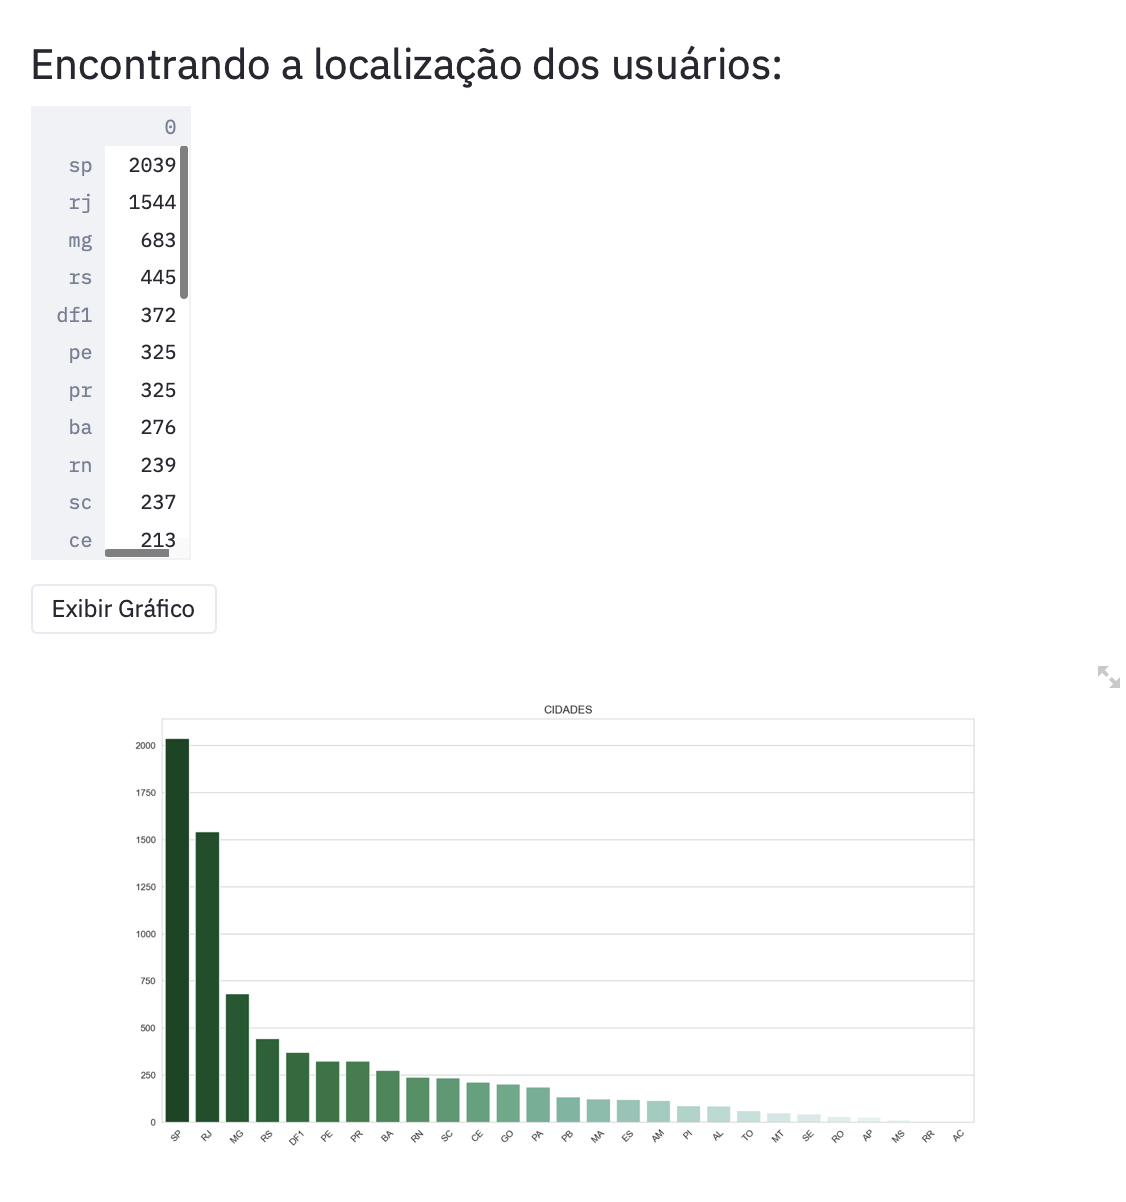 Encontrando a localização dos usuários:
0
sp 2039
rj 1544
mg 683
rs 445
df1 372
pe 325
pr 325
ba 276
rn 239
sc 237
ce 213
Exibir Gráfico
CIDADES
2000
1750
1500
1250
1000
750
500
250
0
SP RJ MG RS DF1 PE PR BA RN SC CE GO PA PB MA ES AM PI AL TO MT SE RO AP MS RR AC